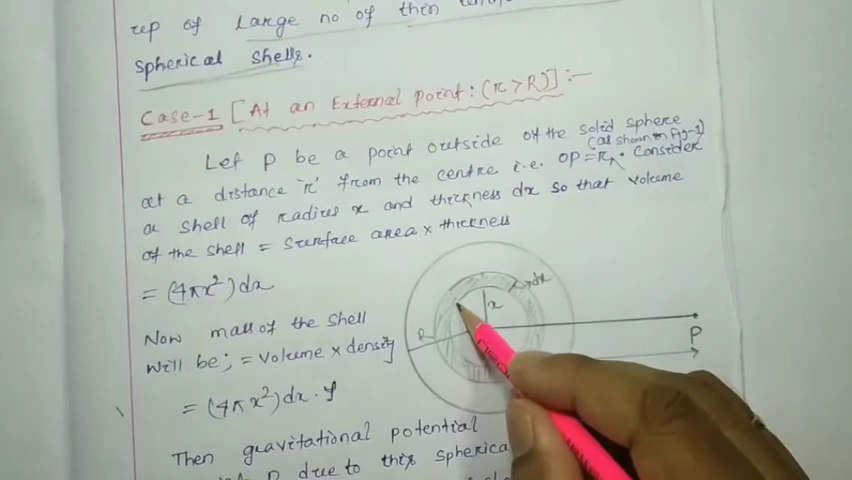 rep of Large no of thin
spherical shells.
Case-1 [At an External point: (r>R)] :-
Let P be a point outside of the solid sphere
(as shown in Fig-1)
at a distance 'r' from the centre i.e. OP=r. Consider
a shell of radius x and thickness dx so that volume
of the shell = surface area x thickness
= (4πx²) dx
dx
x
Now mass of the shell
R
P
will be; = volume x density
= (4πx²) dx . ρ
Then gravitational potential
P due to this spherical